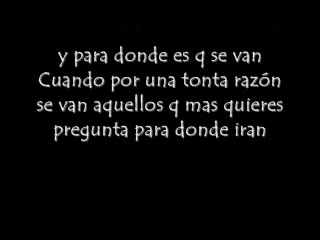 y para donde es q se van
Cuando por una tonta razón
se van aquellos q mas quieres
pregunta para donde iran